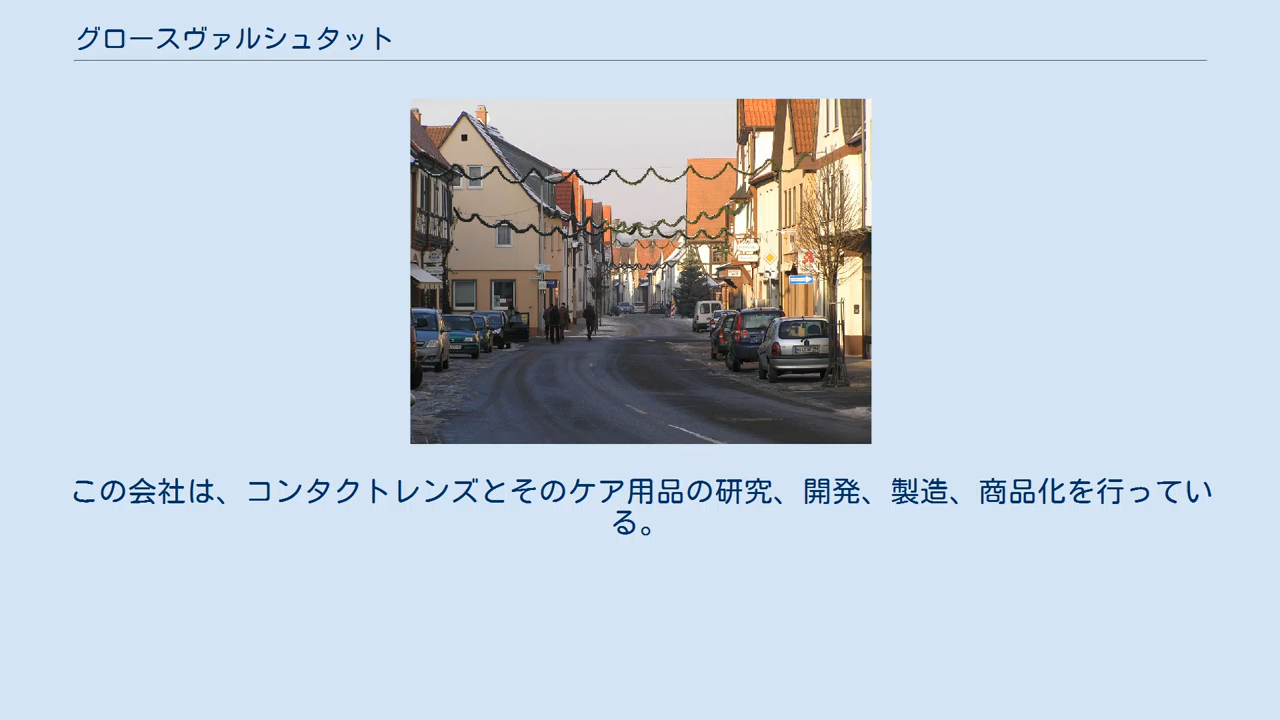 グロースヴァルシュタット
この会社は、コンタクトレンズとそのケア用品の研究、開発、製造、商品化を行ってい
る。